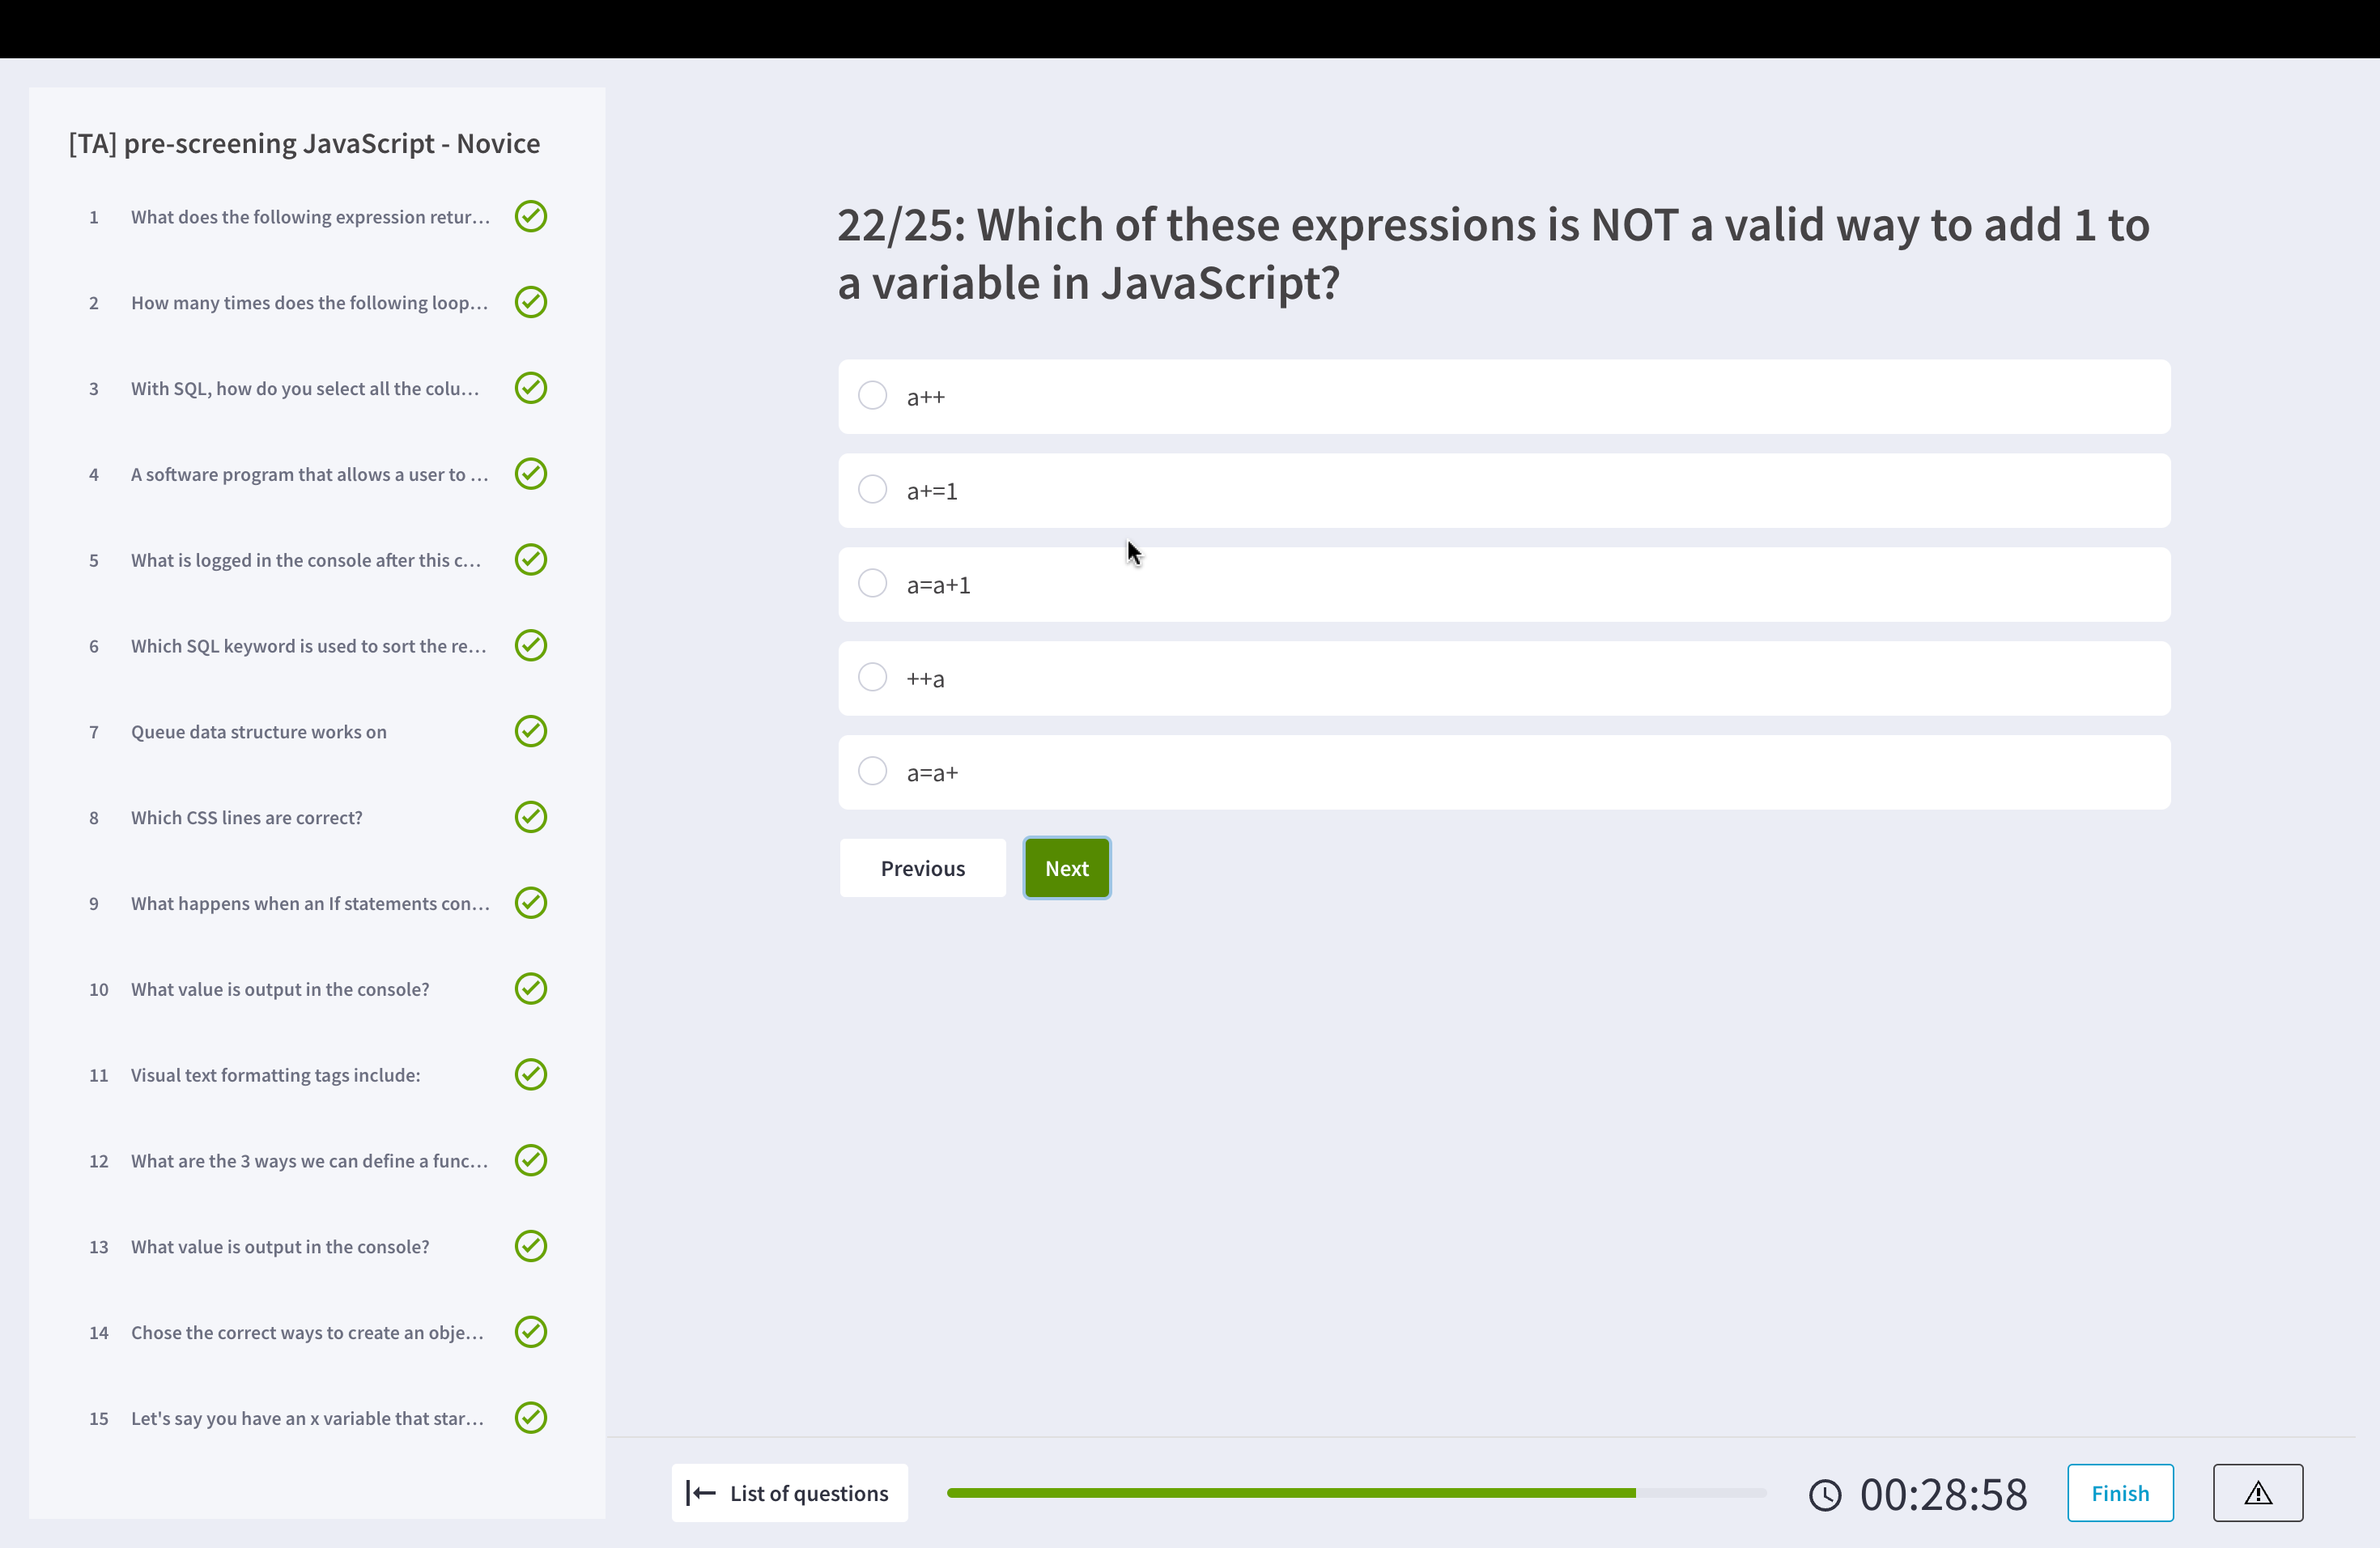 [TA] pre-screening JavaScript - Novice
1 What does the following expression retur...
2 How many times does the following loop...
3 With SQL, how do you select all the colu...
4 A software program that allows a user to ...
5 What is logged in the console after this c...
6 Which SQL keyword is used to sort the re...
7 Queue data structure works on
8 Which CSS lines are correct?
9 What happens when an If statements con...
10 What value is output in the console?
11 Visual text formatting tags include:
12 What are the 3 ways we can define a func...
13 What value is output in the console?
14 Chose the correct ways to create an obje...
15 Let's say you have an x variable that star...
22/25: Which of these expressions is NOT a valid way to add 1 to
a variable in JavaScript?
a++
a+=1
a=a+1
++a
a=a+
Previous Next
List of questions 00:28:58 Finish